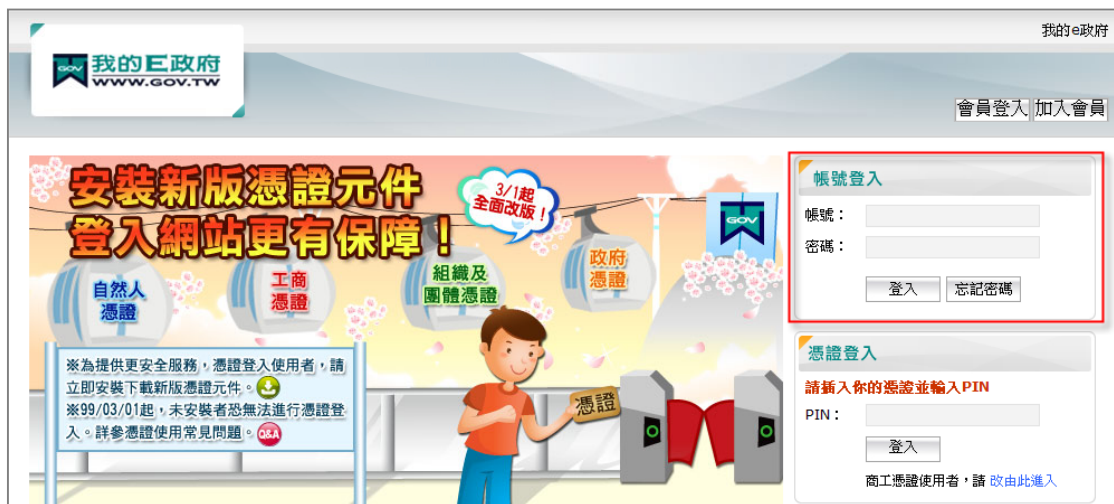 我的e政府
GOV 我的E政府
WWW.GOV.TW
會員登入 加入會員
安裝新版憑證元件
登入網站更有保障！
3/1起
全面改版！
GOV
自然人
憑證
工商
憑證
組織及
團體憑證
政府
憑證
※為提供更安全服務，憑證登入使用者，請
立即安裝下載新版憑證元件。
※99/03/01起，未安裝者恐無法進行憑證登
入。詳參憑證使用常見問題。Q&A
憑證
帳號登入
帳號：
密碼：
登入 忘記密碼
憑證登入
請插入你的憑證並輸入PIN
PIN：
登入
商工憑證使用者，請 改由此進入